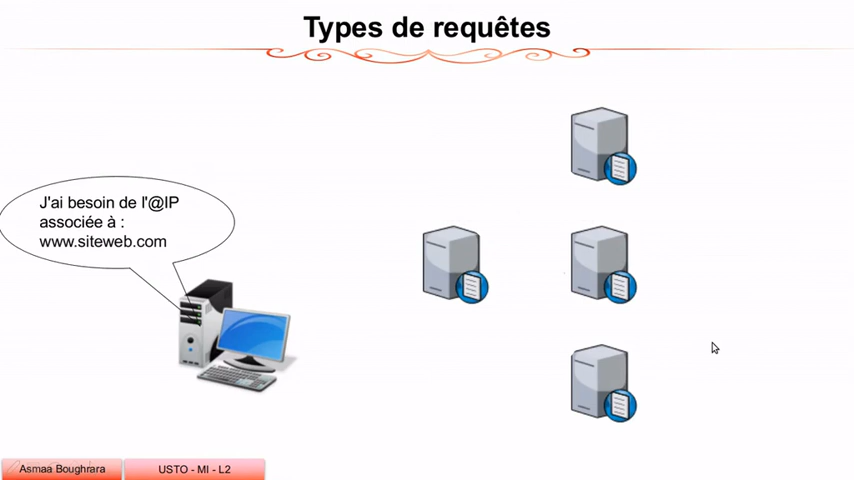 Types de requêtes
J'ai besoin de l'@IP
associée à :
www.siteweb.com
Asmaa Boughrara
USTO - MI - L2